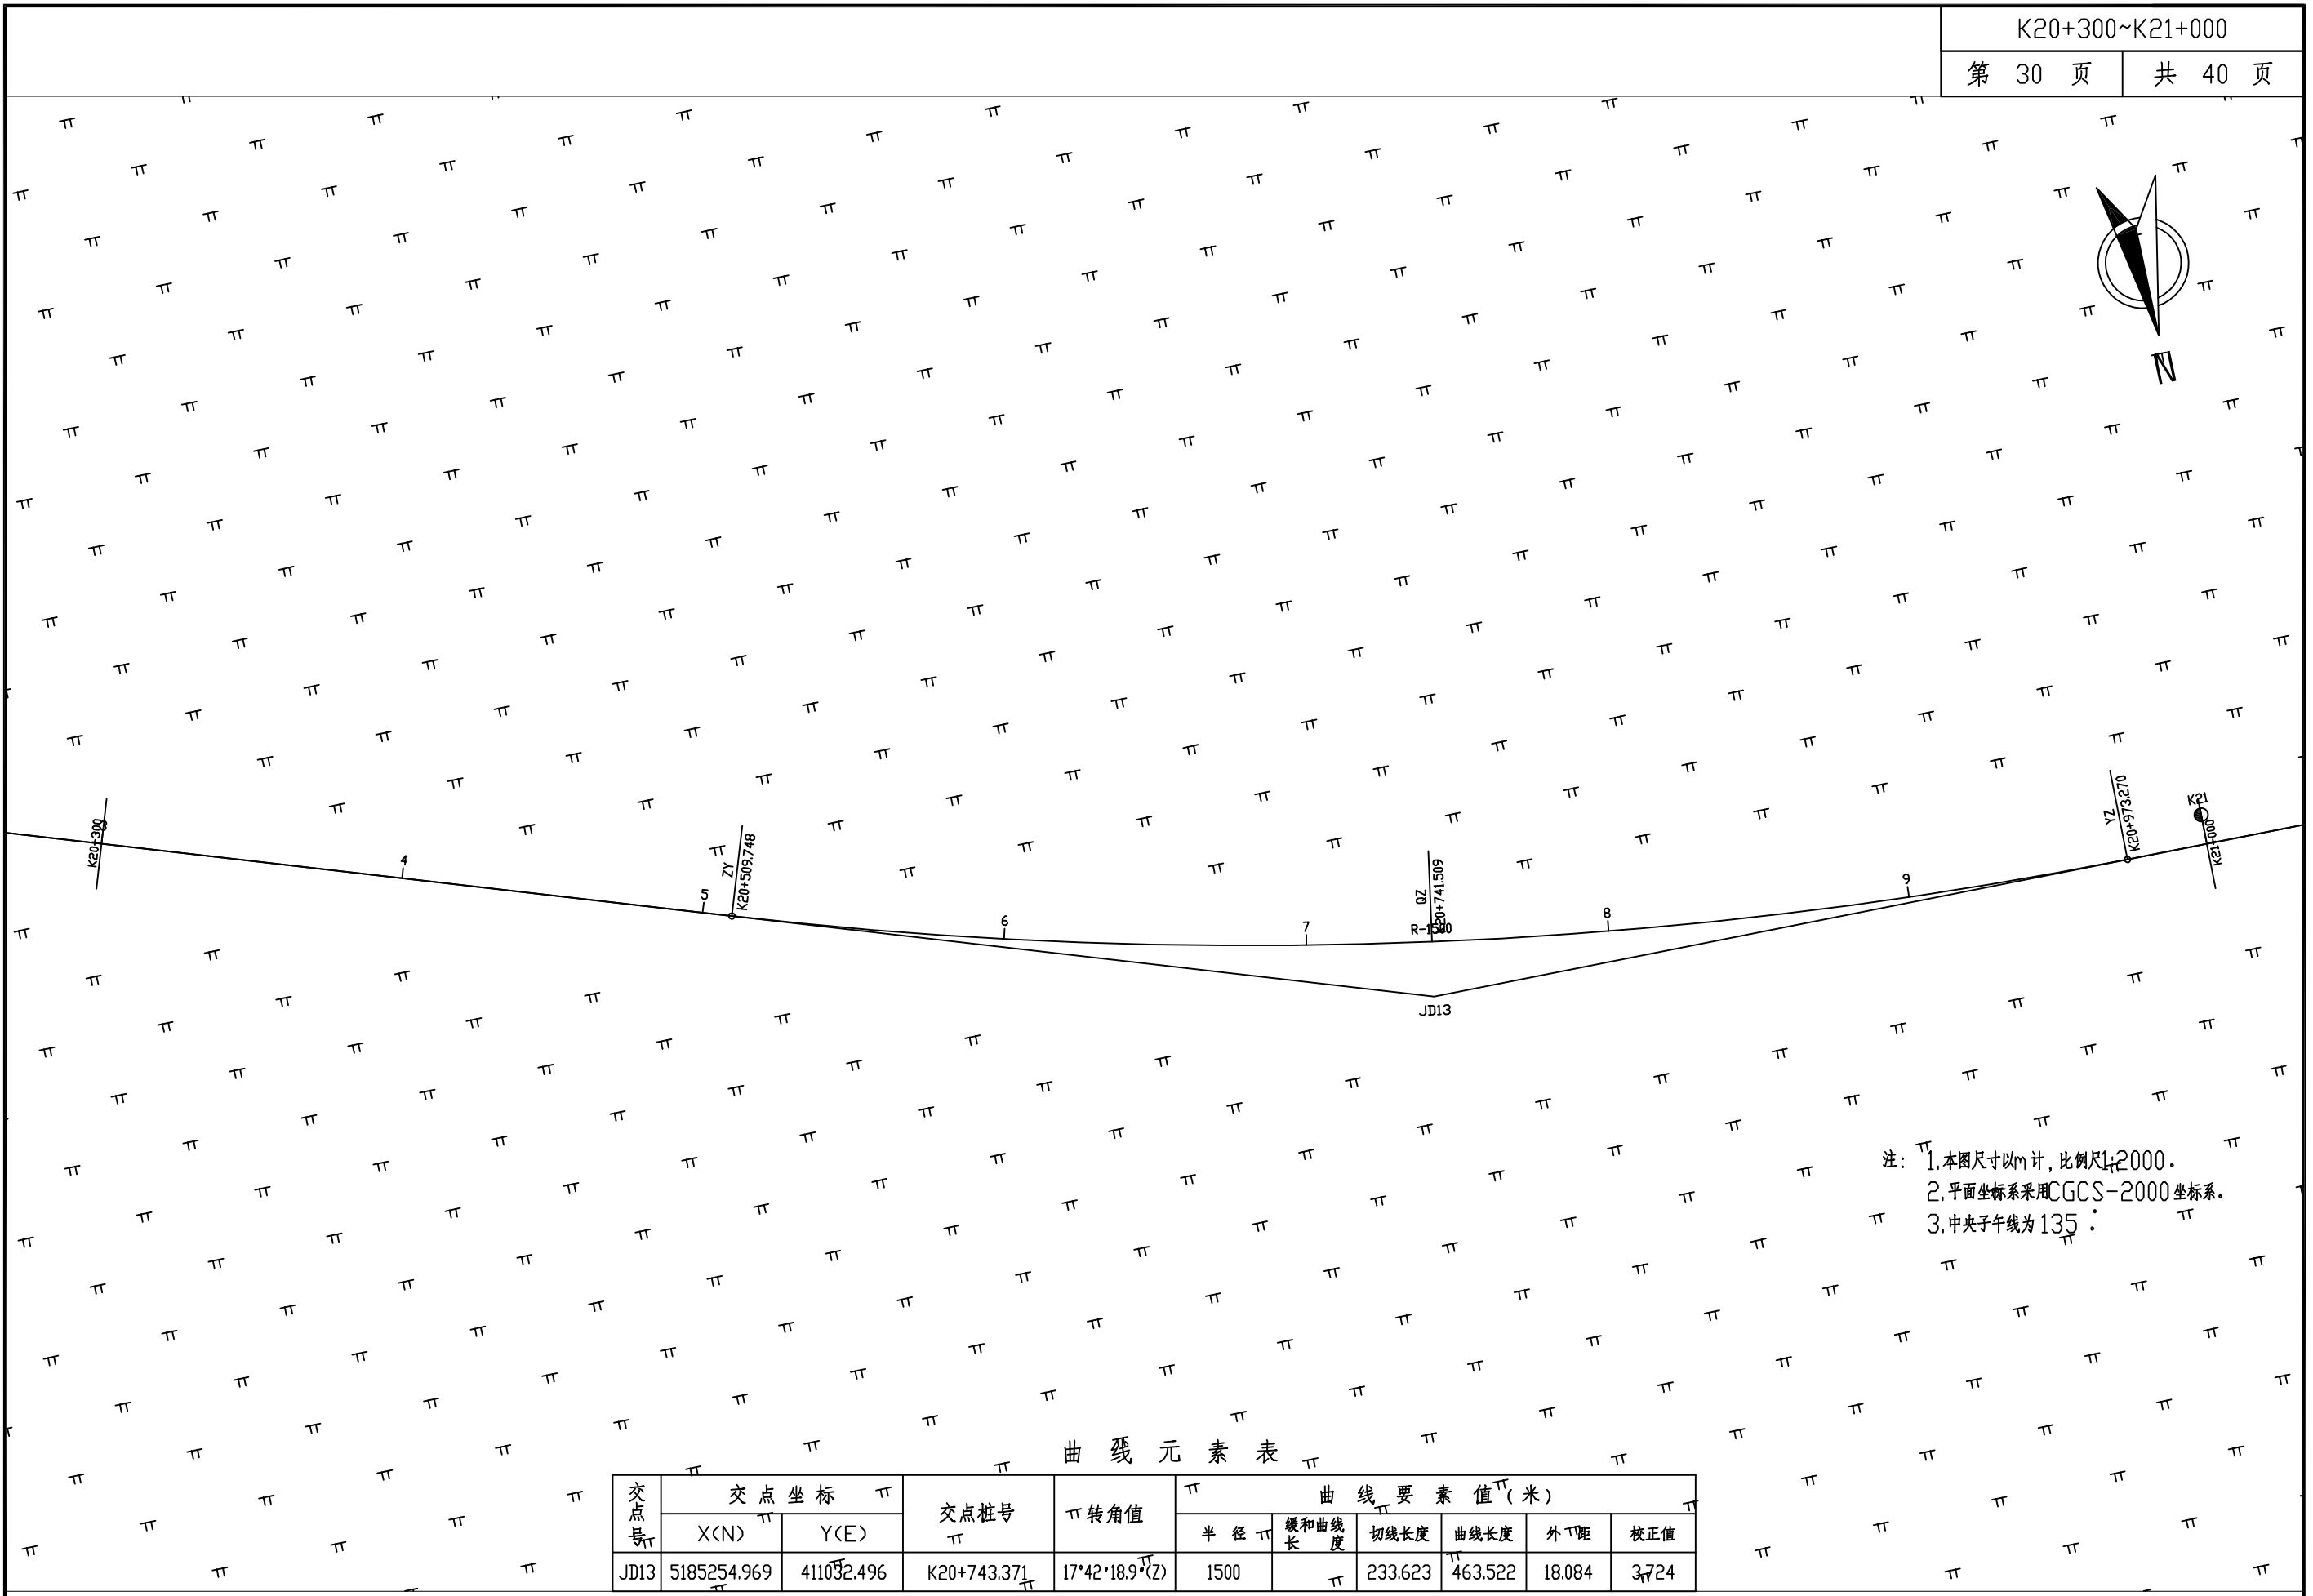 K20+300~K21+000
第 30 页 共 40 页
N
K20+300
3
4
5
ZY
K20+509.748
6
7
QZ
K20+741.509
R-1500
8
9
YZ
K20+973.270
K21
K21+000
JD13
注: 1.本图尺寸以m计,比例尺1:2000.
2.平面坐标系采用CGCS-2000坐标系.
3.中央子午线为135°.
曲线元素表
交点号 交点坐标 交点桩号 转角值 曲线要素值(米)
X(N) Y(E) 半径 缓和曲线长度 切线长度 曲线长度 外距 校正值
JD13 5185254.969 411032.496 K20+743.371 17°42'18.9"(Z) 1500 233.623 463.522 18.084 3.724